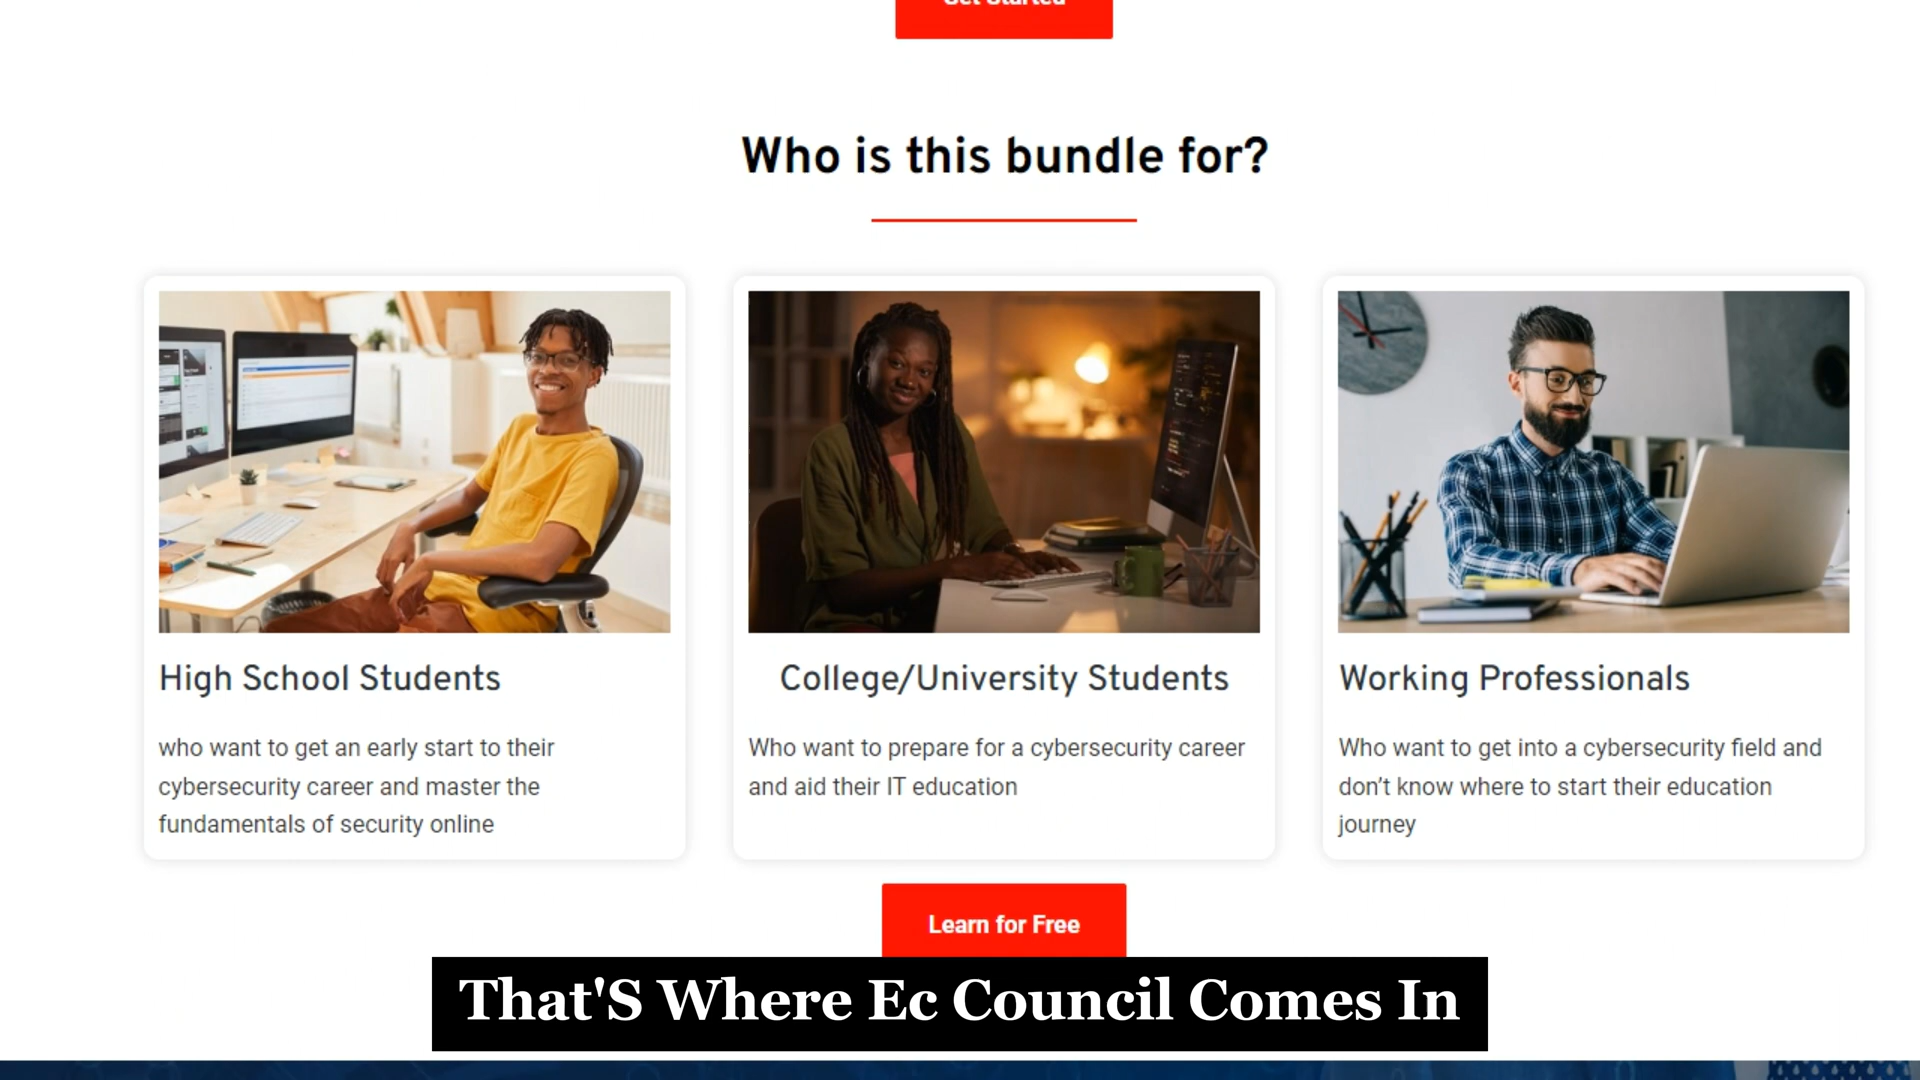 Get Started
Who is this bundle for?
High School Students
who want to get an early start to their
cybersecurity career and master the
fundamentals of security online
College/University Students
Who want to prepare for a cybersecurity career
and aid their IT education
Working Professionals
Who want to get into a cybersecurity field and
don’t know where to start their education
journey
Learn for Free
That'S Where Ec Council Comes In